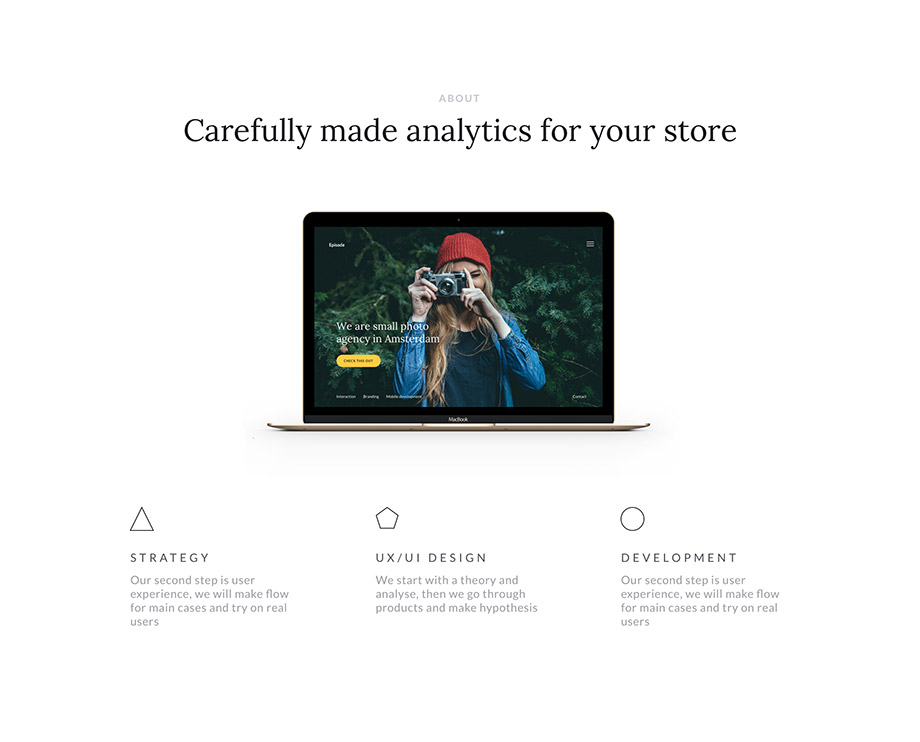 ABOUT
Carefully made analytics for your store
Episode
We are small photo
agency in Amsterdam
CHECK THIS OUT
Interaction Branding Mobile development Contact
MacBook
STRATEGY
Our second step is user
experience, we will make flow
for main cases and try on real
users
UX/UI DESIGN
We start with a theory and
analyse, then we go through
products and make hypothesis
DEVELOPMENT
Our second step is user
experience, we will make flow
for main cases and try on real
users